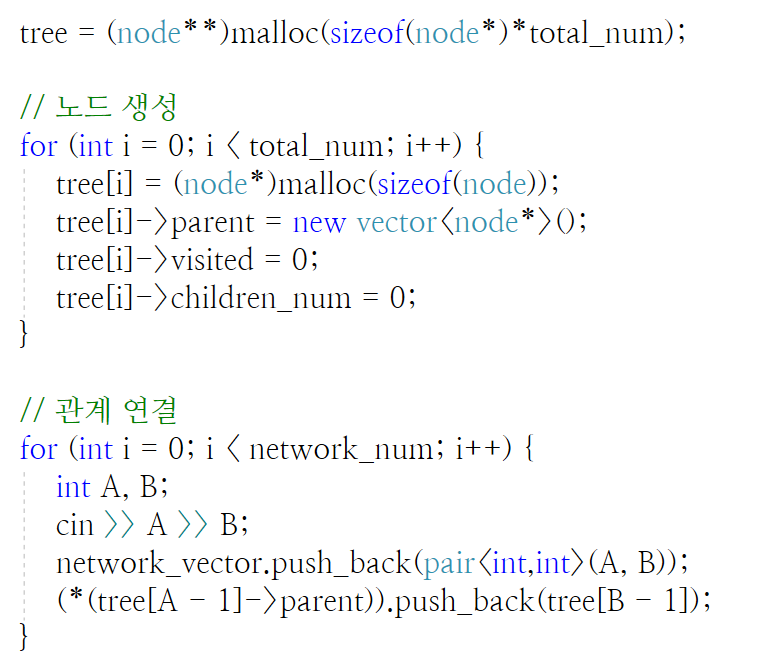 tree = (node**)malloc(sizeof(node*)*total_num);
// 노드 생성
for (int i = 0; i < total_num; i++) {
tree[i] = (node*)malloc(sizeof(node));
tree[i]->parent = new vector<node*>();
tree[i]->visited = 0;
tree[i]->children_num = 0;
}
// 관계 연결
for (int i = 0; i < network_num; i++) {
int A, B;
cin >> A >> B;
network_vector.push_back(pair<int,int>(A, B));
(*(tree[A - 1]->parent)).push_back(tree[B - 1]);
}